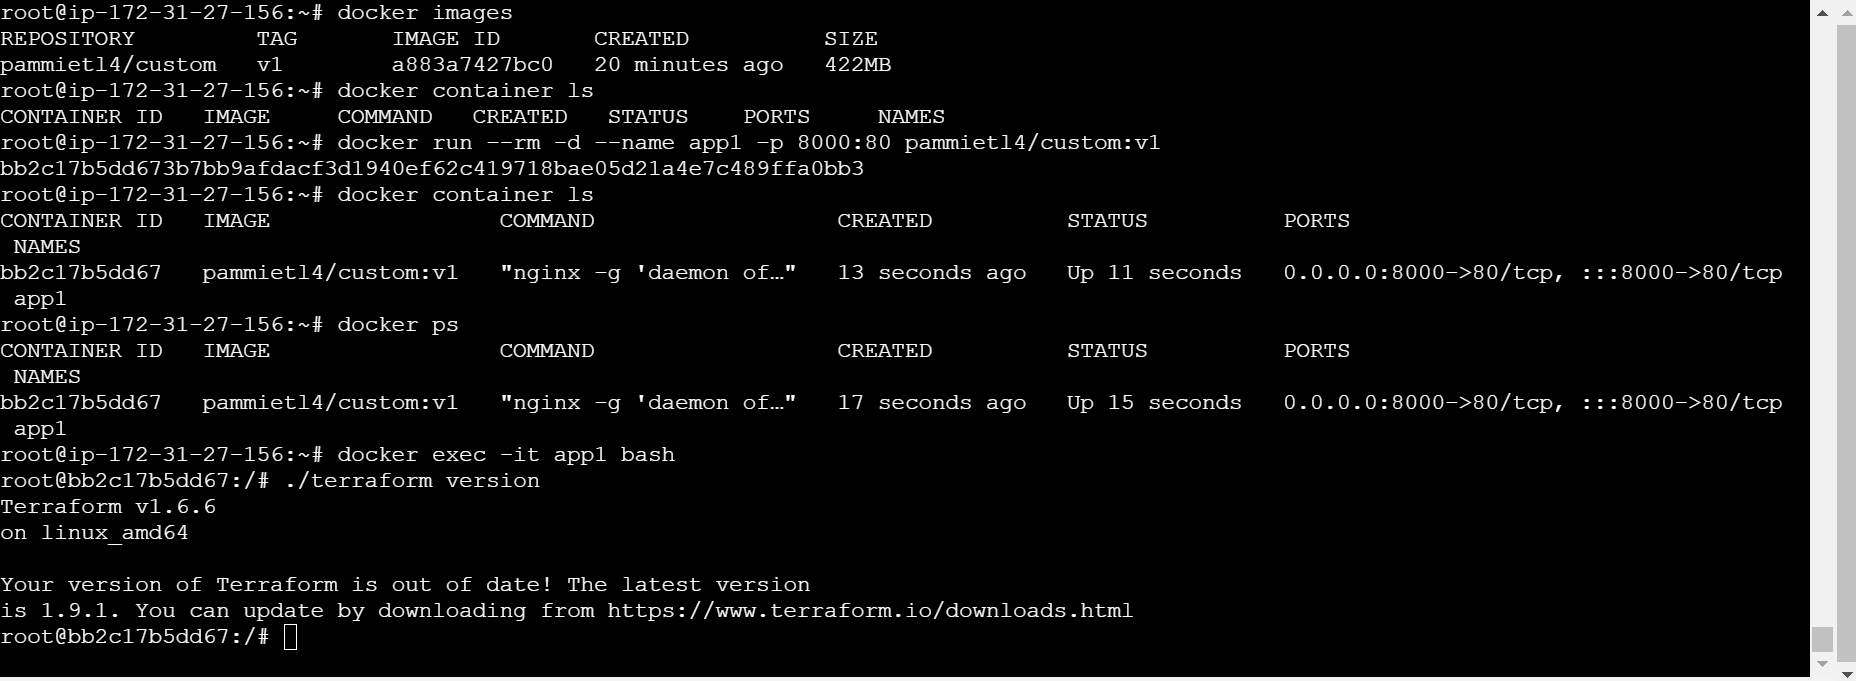 root@ip-172-31-27-156:~# docker images
REPOSITORY         TAG       IMAGE ID       CREATED          SIZE
pammietl4/custom   v1        a883a7427bc0   20 minutes ago   422MB
root@ip-172-31-27-156:~# docker container ls
CONTAINER ID   IMAGE     COMMAND   CREATED   STATUS    PORTS     NAMES
root@ip-172-31-27-156:~# docker run --rm -d --name app1 -p 8000:80 pammietl4/custom:v1
bb2c17b5dd673b7bb9afdacf3d1940ef62c419718bae05d21a4e7c489ffa0bb3
root@ip-172-31-27-156:~# docker container ls
CONTAINER ID   IMAGE                 COMMAND                  CREATED          STATUS          PORTS
 NAMES
bb2c17b5dd67   pammietl4/custom:v1   "nginx -g 'daemon of…"   13 seconds ago   Up 11 seconds   0.0.0.0:8000->80/tcp, :::8000->80/tcp
 app1
root@ip-172-31-27-156:~# docker ps
CONTAINER ID   IMAGE                 COMMAND                  CREATED          STATUS          PORTS
 NAMES
bb2c17b5dd67   pammietl4/custom:v1   "nginx -g 'daemon of…"   17 seconds ago   Up 15 seconds   0.0.0.0:8000->80/tcp, :::8000->80/tcp
 app1
root@ip-172-31-27-156:~# docker exec -it app1 bash
root@bb2c17b5dd67:/# ./terraform version
Terraform v1.6.6
on linux_amd64

Your version of Terraform is out of date! The latest version
is 1.9.1. You can update by downloading from https://www.terraform.io/downloads.html
root@bb2c17b5dd67:/#